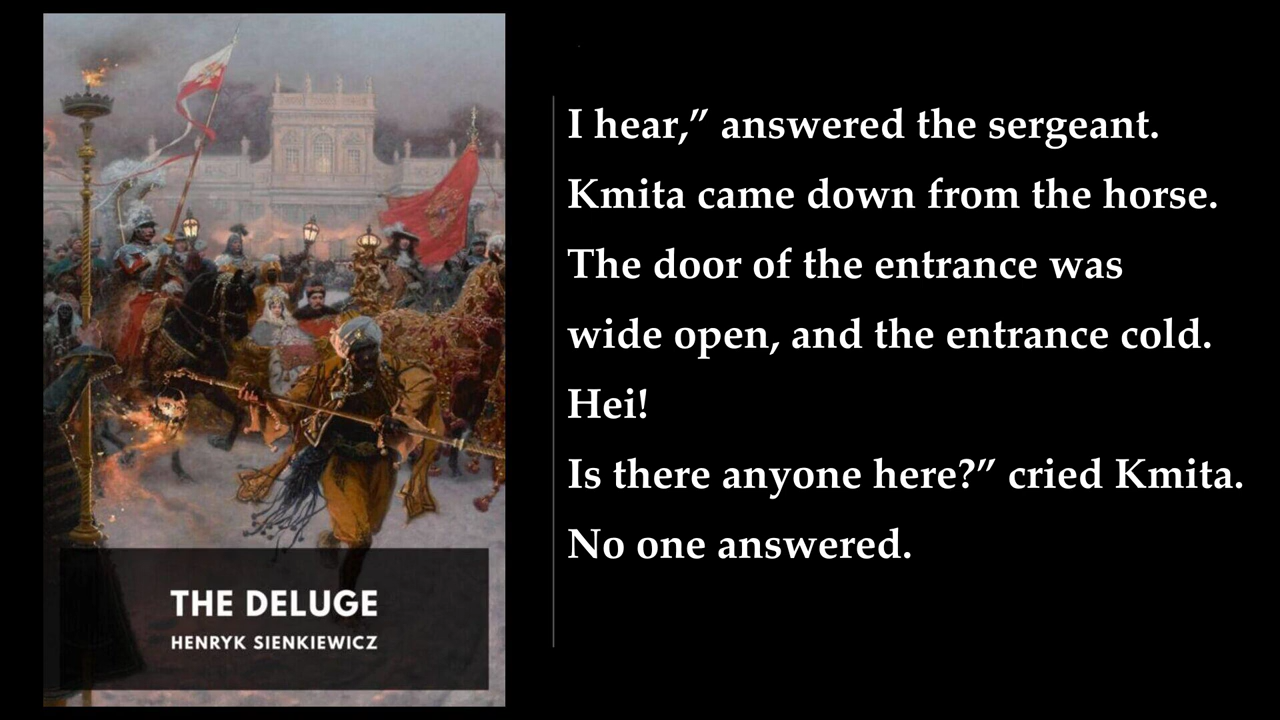 THE DELUGE
HENRYK SIENKIEWICZ
I hear,” answered the sergeant.
Kmita came down from the horse.
The door of the entrance was
wide open, and the entrance cold.
Hei!
Is there anyone here?” cried Kmita.
No one answered.